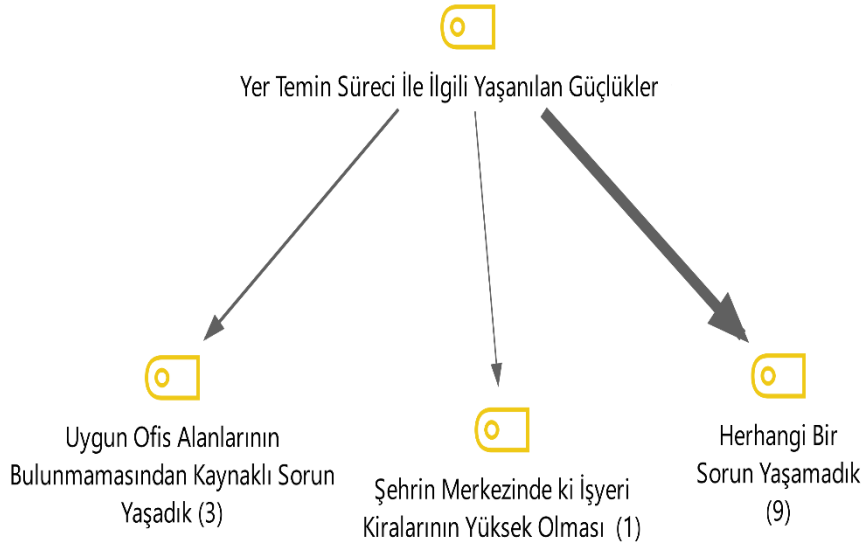 Yer Temin Süreci İle İlgili Yaşanılan Güçlükler
Uygun Ofis Alanlarının
Bulunmamasından Kaynaklı Sorun
Yaşadık (3)
Şehrin Merkezinde ki İşyeri
Kiralarının Yüksek Olması (1)
Herhangi Bir
Sorun Yaşamadık
(9)